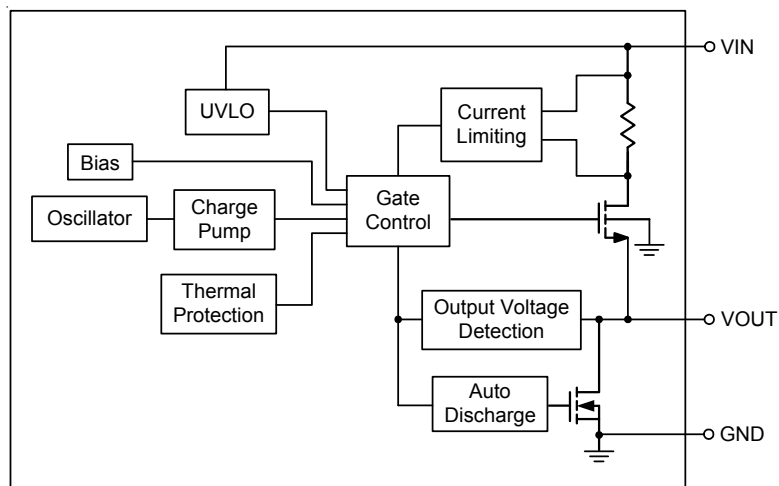 VIN
UVLO
Current
Limiting
Bias
Gate
Control
Oscillator
Charge
Pump
Thermal
Protection
Output Voltage
Detection
VOUT
Auto
Discharge
GND